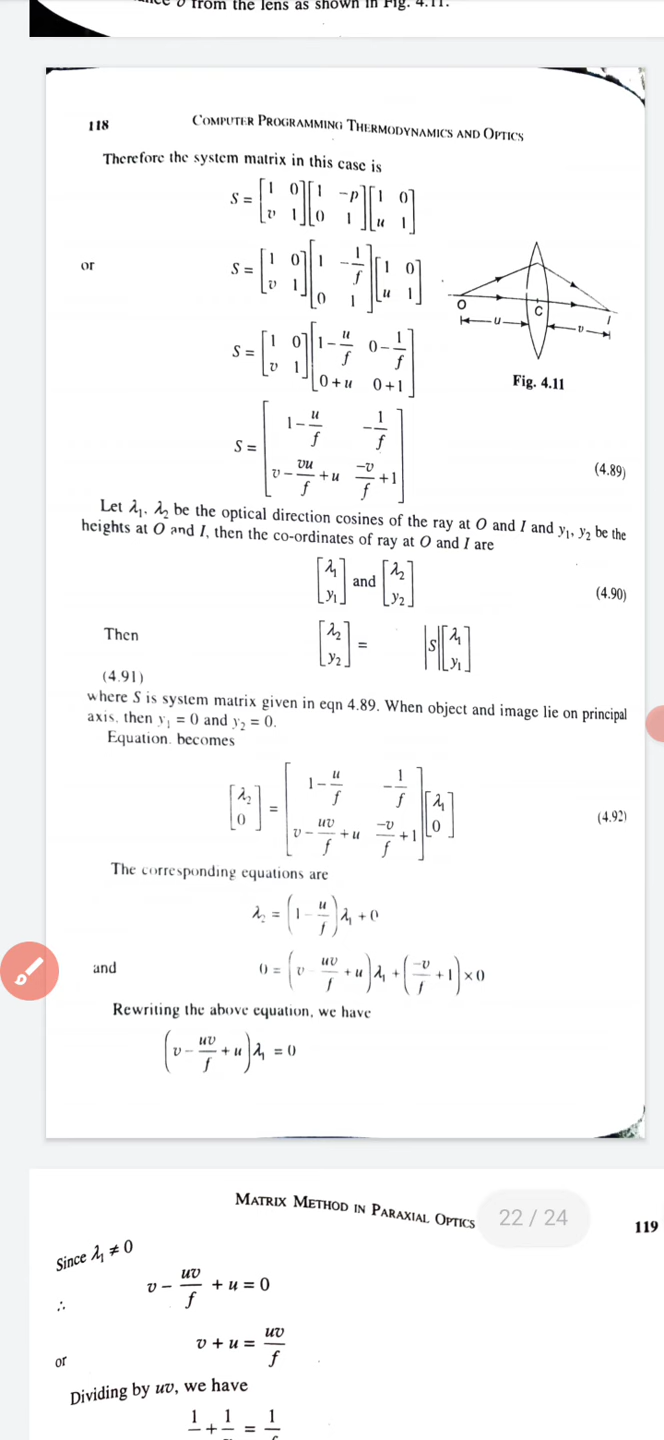 from the lens as shown in Fig. 4.11.
118 COMPUTER PROGRAMMING THERMODYNAMICS AND OPTICS
Therefore the system matrix in this case is
S = [1 0; v 1] [1 -p; 0 1] [1 0; u 1]
or S = [1 0; v 1] [1 -1/f; 0 1] [1 0; u 1]
O C I
u v
S = [1 0; v 1] [1-u/f 0-1/f; 0+u 0+1]
Fig. 4.11
S = [1-u/f -1/f; v-vu/f+u -v/f+1] (4.89)
Let λ₁. λ₂ be the optical direction cosines of the ray at O and I and y₁, y₂ be the
heights at O and I, then the co-ordinates of ray at O and I are
[λ₁; y₁] and [λ₂; y₂] (4.90)
Then [λ₂; y₂] = |S| [λ₁; y₁]
(4.91)
where S is system matrix given in eqn 4.89. When object and image lie on principal
axis. then y₁ = 0 and y₂ = 0.
Equation. becomes
[λ₂; 0] = [1-u/f -1/f; v-uv/f+u -v/f+1] [λ₁; 0] (4.92)
The corresponding equations are
λ₂ = (1 - u/f) λ₁ + 0
and 0 = (v - uv/f + u) λ₁ + (-v/f + 1) × 0
Rewriting the above equation, we have
(v - uv/f + u) λ₁ = 0
MATRIX METHOD IN PARAXIAL OPTICS 22 / 24 119
Since λ₁ ≠ 0
∴ v - uv/f + u = 0
or v + u = uv/f
Dividing by uv, we have
1 + 1 = 1